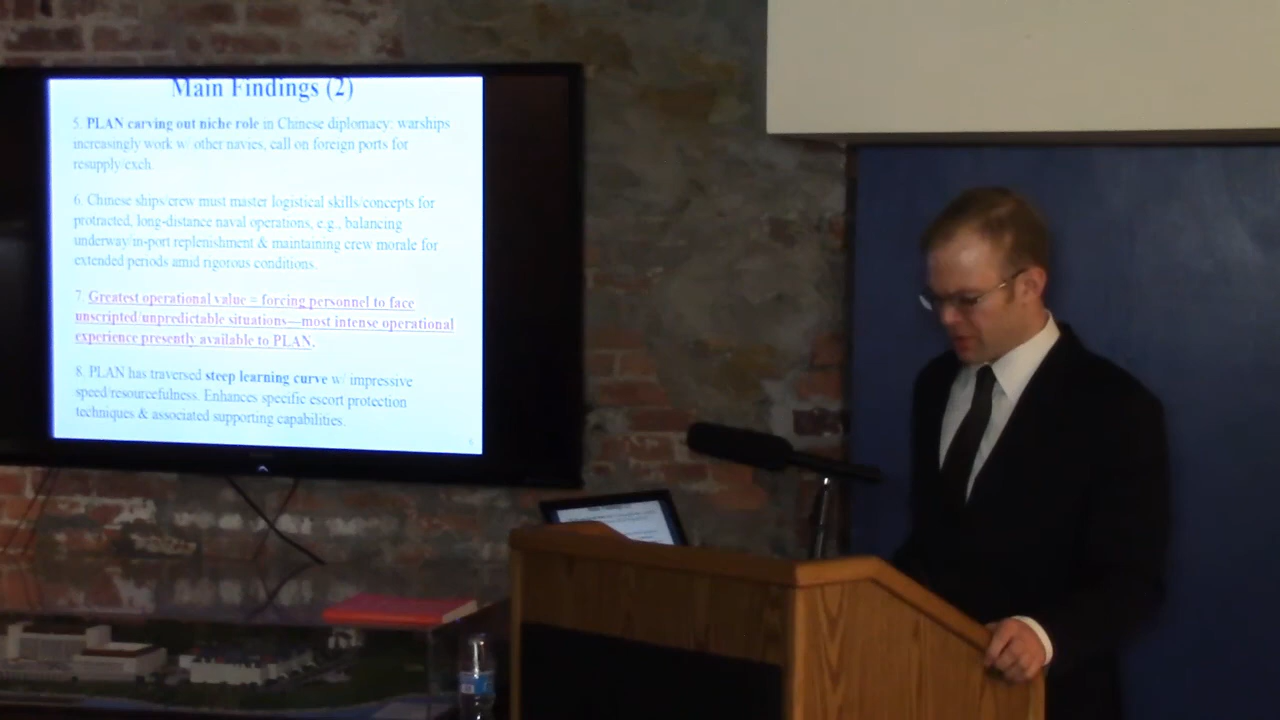 Main Findings (2)
5. PLAN carving out niche role in Chinese diplomacy; warships
increasingly work w/ other navies, call on foreign ports for
resupply/exch.
6. Chinese ships/crew must master logistical skills/concepts for
protracted, long-distance naval operations, e.g., balancing
underway/in-port replenishment & maintaining crew morale for
extended periods amid rigorous conditions.
7. Greatest operational value = forcing personnel to face
unscripted/unpredictable situations—most intense operational
experience presently available to PLAN.
8. PLAN has traversed steep learning curve w/ impressive
speed/resourcefulness. Enhances specific escort protection
techniques & associated supporting capabilities.
6